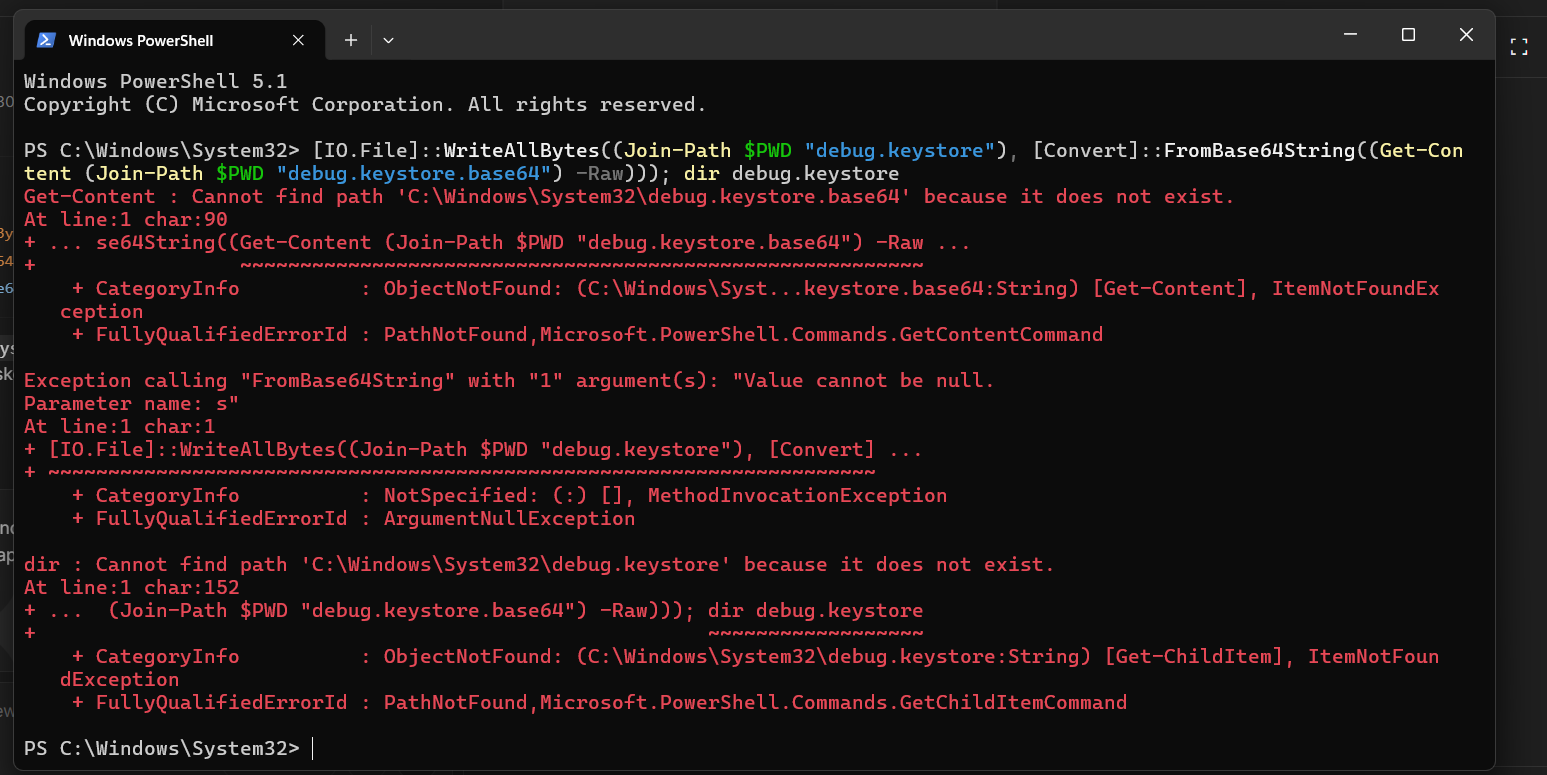 Windows PowerShell
Windows PowerShell 5.1
Copyright (C) Microsoft Corporation. All rights reserved.
PS C:\Windows\System32> [IO.File]::WriteAllBytes((Join-Path $PWD "debug.keystore"), [Convert]::FromBase64String((Get-Con
tent (Join-Path $PWD "debug.keystore.base64") -Raw))); dir debug.keystore
Get-Content : Cannot find path 'C:\Windows\System32\debug.keystore.base64' because it does not exist.
At line:1 char:90
+ ... se64String((Get-Content (Join-Path $PWD "debug.keystore.base64") -Raw ...
+                 ~~~~~~~~~~~~~~~~~~~~~~~~~~~~~~~~~~~~~~~~~~~~~~~~~~~~~~~~~
    + CategoryInfo          : ObjectNotFound: (C:\Windows\Syst...keystore.base64:String) [Get-Content], ItemNotFoundEx
   ception
    + FullyQualifiedErrorId : PathNotFound,Microsoft.PowerShell.Commands.GetContentCommand
Exception calling "FromBase64String" with "1" argument(s): "Value cannot be null.
Parameter name: s"
At line:1 char:1
+ [IO.File]::WriteAllBytes((Join-Path $PWD "debug.keystore"), [Convert] ...
+ ~~~~~~~~~~~~~~~~~~~~~~~~~~~~~~~~~~~~~~~~~~~~~~~~~~~~~~~~~~~~~~~~~~~~~
    + CategoryInfo          : NotSpecified: (:) [], MethodInvocationException
    + FullyQualifiedErrorId : ArgumentNullException
dir : Cannot find path 'C:\Windows\System32\debug.keystore' because it does not exist.
At line:1 char:152
+ ...  (Join-Path $PWD "debug.keystore.base64") -Raw))); dir debug.keystore
+                                                        ~~~~~~~~~~~~~~~~~~
    + CategoryInfo          : ObjectNotFound: (C:\Windows\System32\debug.keystore:String) [Get-ChildItem], ItemNotFoun
   dException
    + FullyQualifiedErrorId : PathNotFound,Microsoft.PowerShell.Commands.GetChildItemCommand
PS C:\Windows\System32>